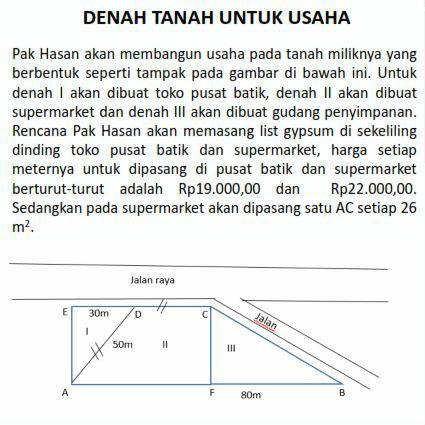 DENAH TANAH UNTUK USAHA
Pak Hasan akan membangun usaha pada tanah miliknya yang
berbentuk seperti tampak pada gambar di bawah ini. Untuk
denah I akan dibuat toko pusat batik, denah II akan dibuat
supermarket dan denah III akan dibuat gudang penyimpanan.
Rencana Pak Hasan akan memasang list gypsum di sekeliling
dinding toko pusat batik dan supermarket, harga setiap
meternya untuk dipasang di pusat batik dan supermarket
berturut-turut adalah Rp19.000,00 dan Rp22.000,00.
Sedangkan pada supermarket akan dipasang satu AC setiap 26
m².
Jalan raya
E 30m D C
Jalan
I
50m II III
A F 80m B